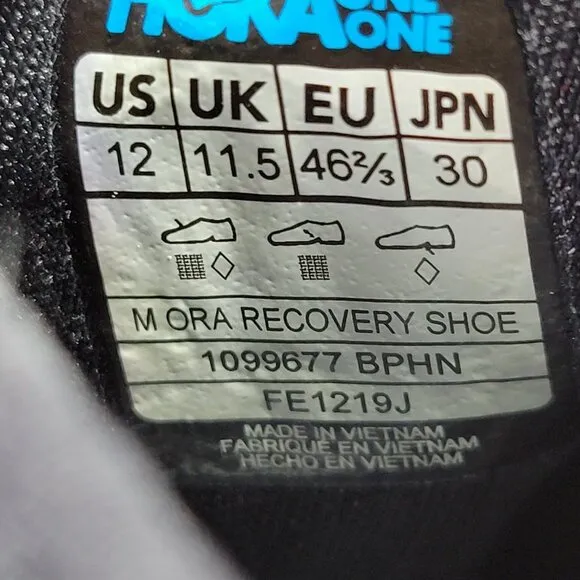 HOKA ONE ONE
US UK EU JPN
12 11.5 46⅔ 30
M ORA RECOVERY SHOE
1099677 BPHN
FE1219J
MADE IN VIETNAM
FABRIQUÉ EN VIETNAM
HECHO EN VIETNAM